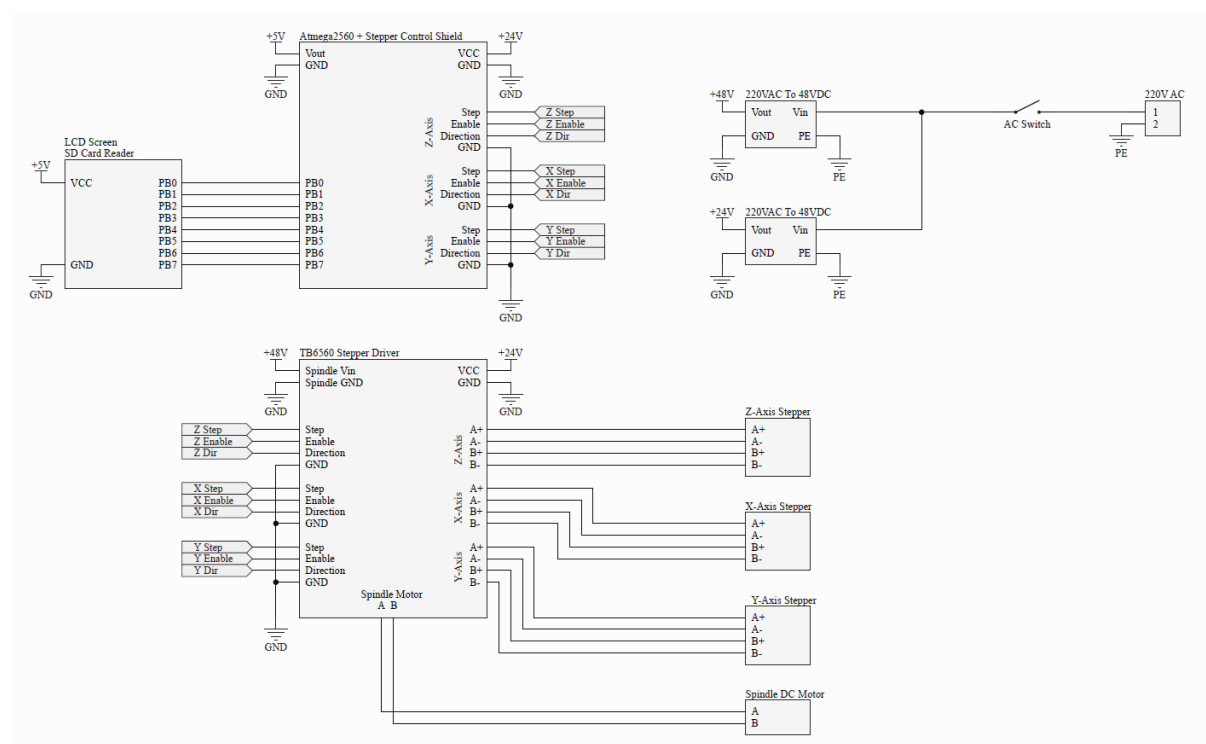 +5V
Atmega2560 + Stepper Control Shield
+24V
Vout
VCC
GND
GND
GND
GND
Step
Z Step
Enable
Z Enable
Direction
Z Dir
GND
Z-Axis
Step
X Step
Enable
X Enable
Direction
X Dir
GND
X-Axis
Step
Y Step
Enable
Y Enable
Direction
Y Dir
GND
Y-Axis
GND
PB0
PB1
PB2
PB3
PB4
PB5
PB6
PB7
LCD Screen
SD Card Reader
+5V
VCC
PB0
PB1
PB2
PB3
PB4
PB5
PB6
GND
PB7
GND
+48V
220VAC To 48VDC
Vout
Vin
GND
PE
GND
PE
AC Switch
220V AC
1
2
PE
+24V
220VAC To 48VDC
Vout
Vin
GND
PE
GND
PE
+48V
TB6560 Stepper Driver
+24V
Spindle Vin
VCC
Spindle GND
GND
GND
GND
Z Step
Step
Z Enable
Enable
Z Dir
Direction
GND
X Step
Step
X Enable
Enable
X Dir
Direction
GND
Y Step
Step
Y Enable
Enable
Y Dir
Direction
GND
GND
Z-Axis
A+
A-
B+
B-
X-Axis
A+
A-
B+
B-
Y-Axis
A+
A-
B+
B-
Spindle Motor
A B
Z-Axis Stepper
A+
A-
B+
B-
X-Axis Stepper
A+
A-
B+
B-
Y-Axis Stepper
A+
A-
B+
B-
Spindle DC Motor
A
B